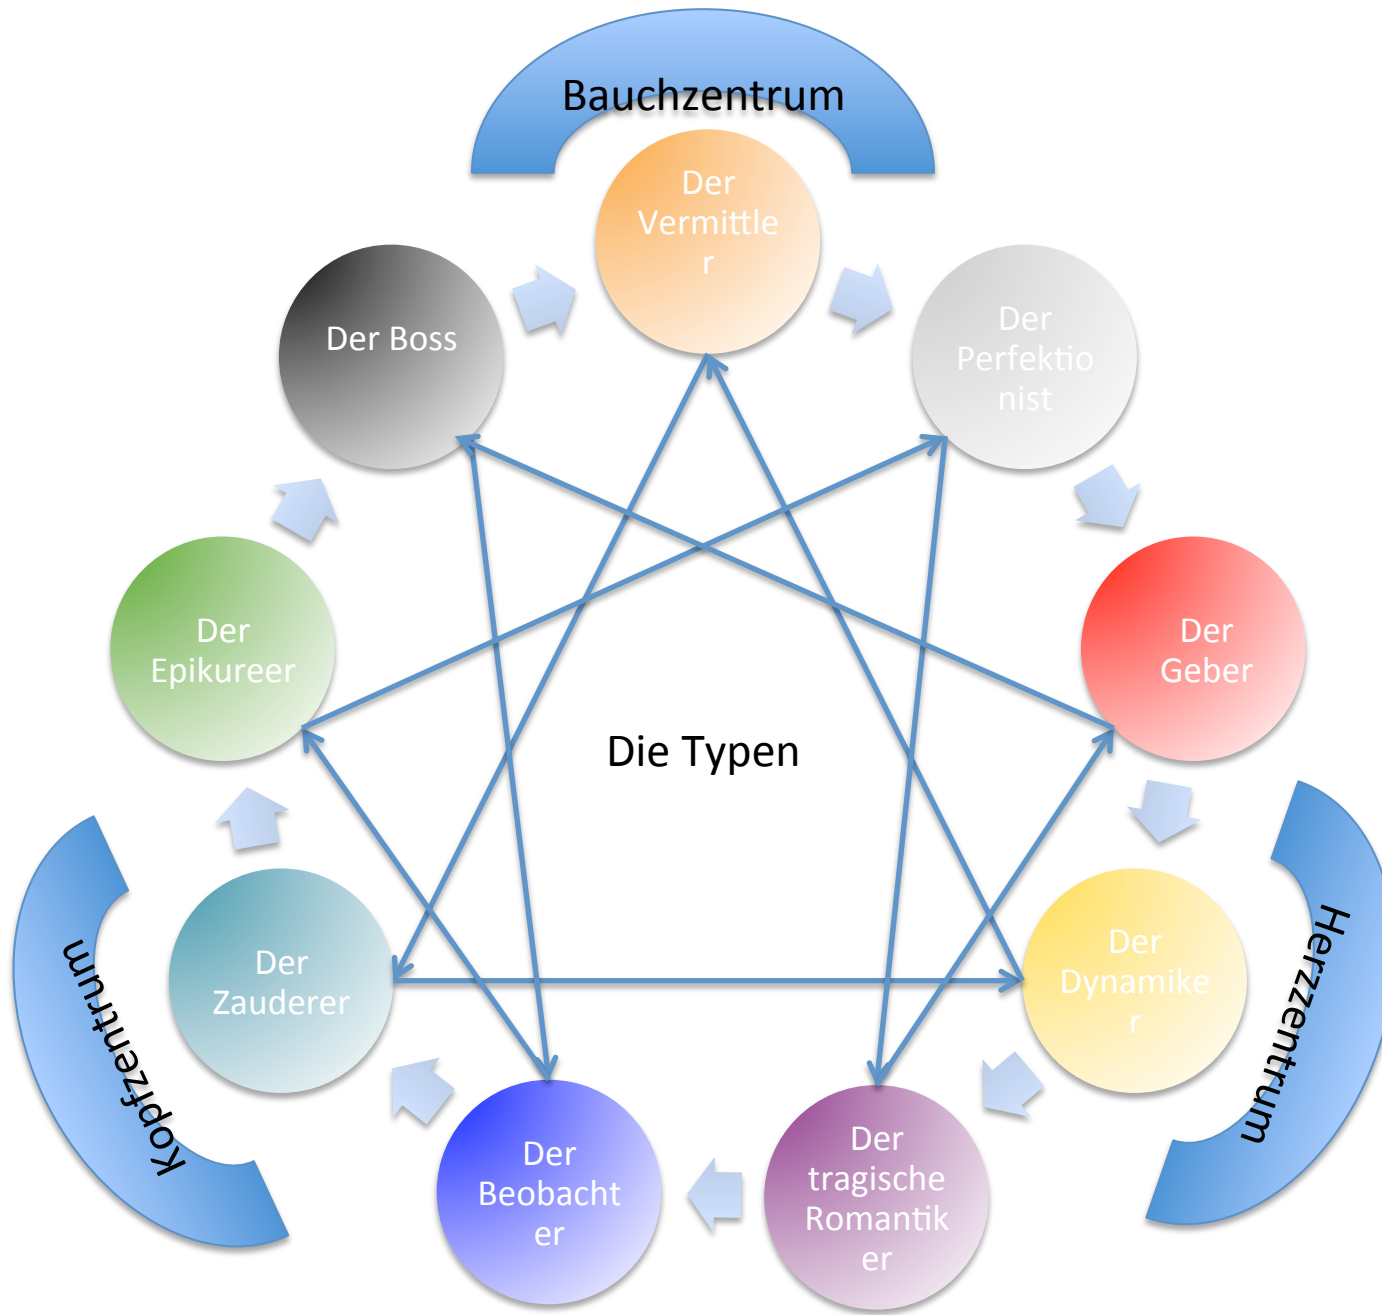 Bauchzentrum
Der
Vermittle
r
Der Boss
Der
Perfektio
nist
Der
Epikureer
Der
Geber
Die Typen
Der
Zauderer
Der
Dynamike
r
Kopfzentrum
Herzzentrum
Der
Beobacht
er
Der
tragische
Romantik
er